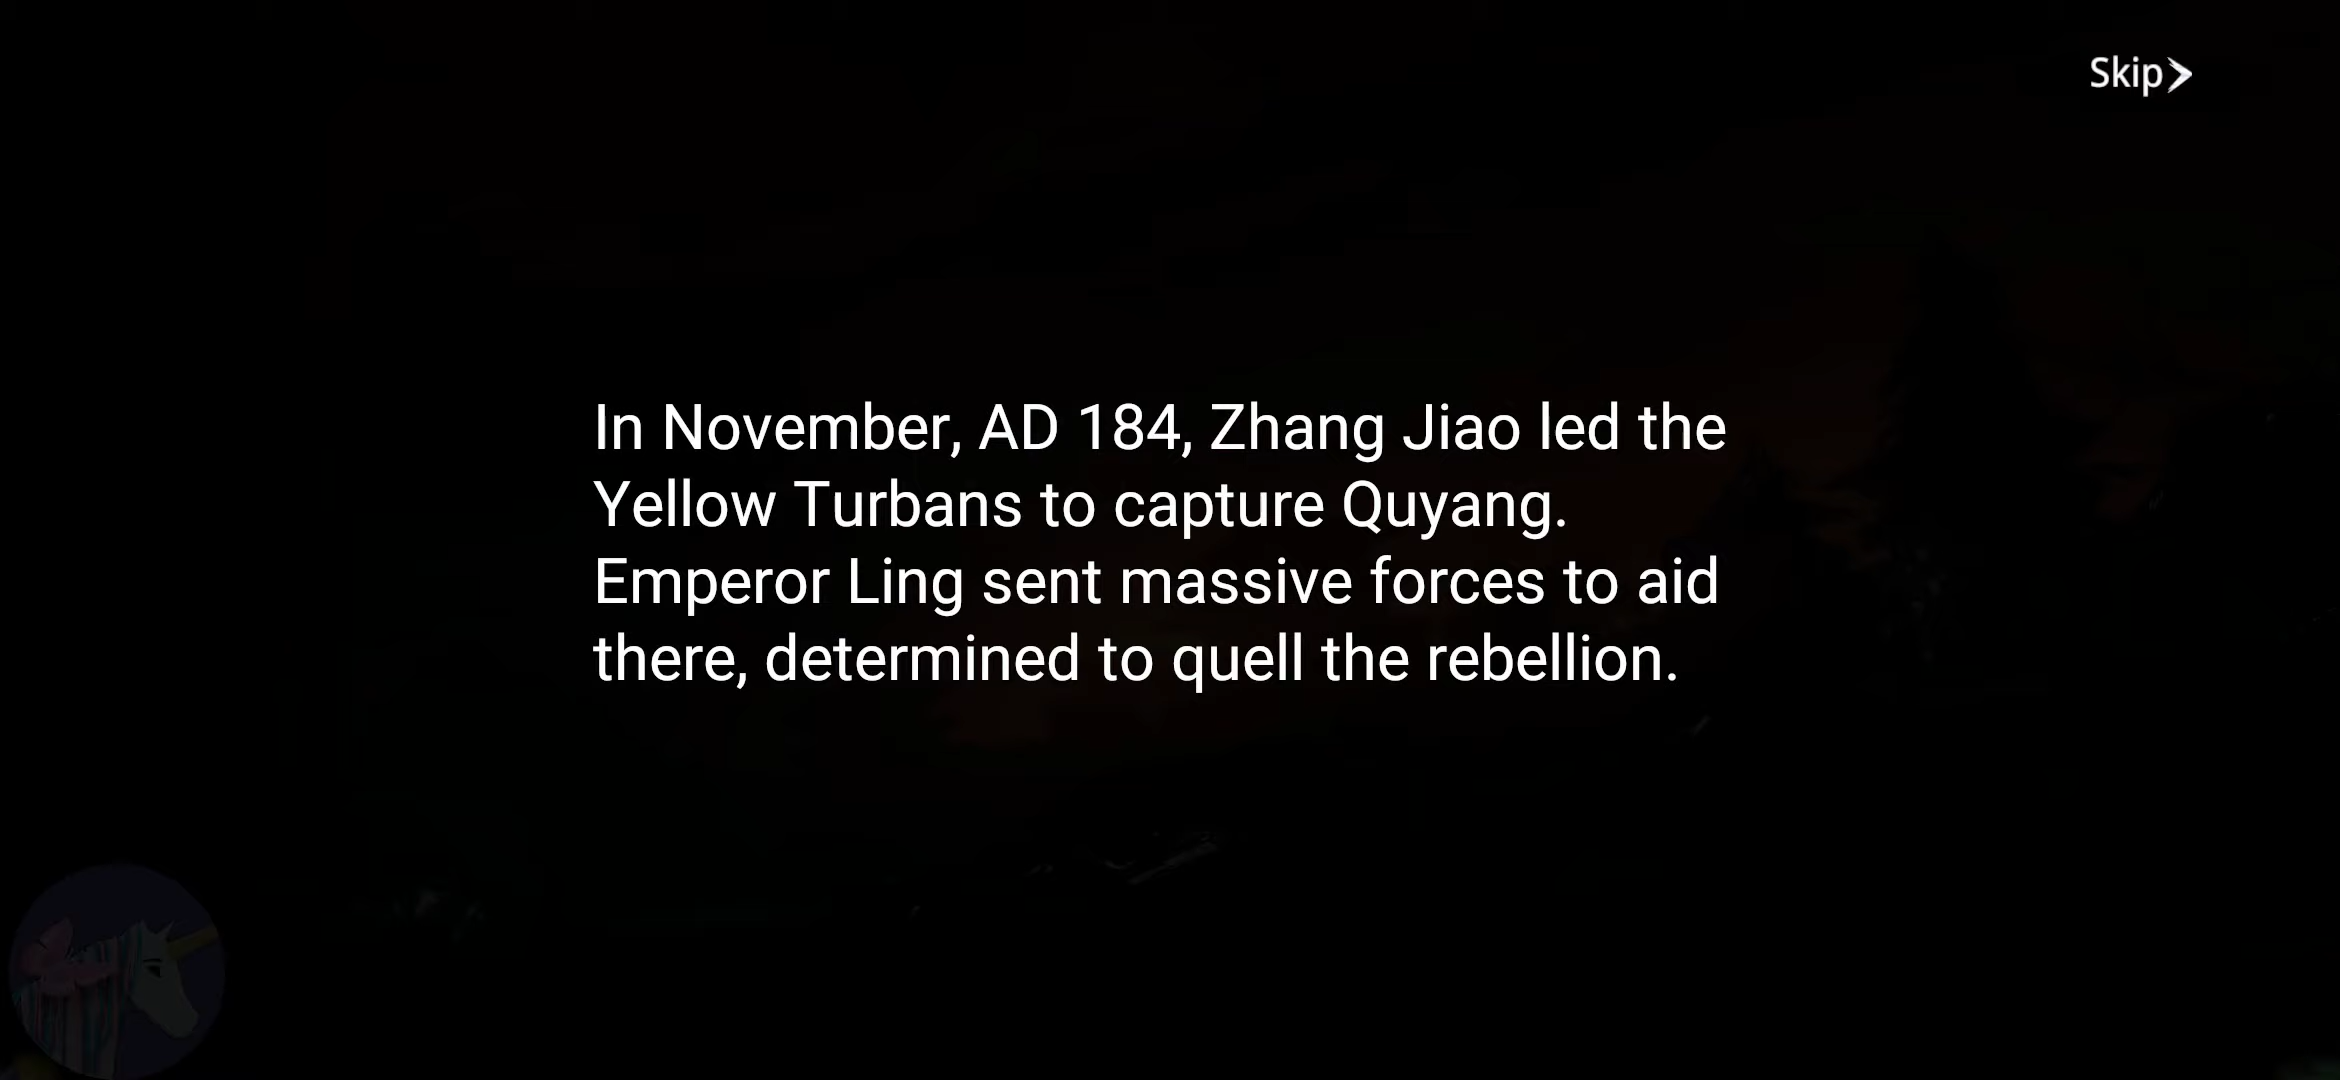 Skip
In November, AD 184, Zhang Jiao led the
Yellow Turbans to capture Quyang.
Emperor Ling sent massive forces to aid
there, determined to quell the rebellion.